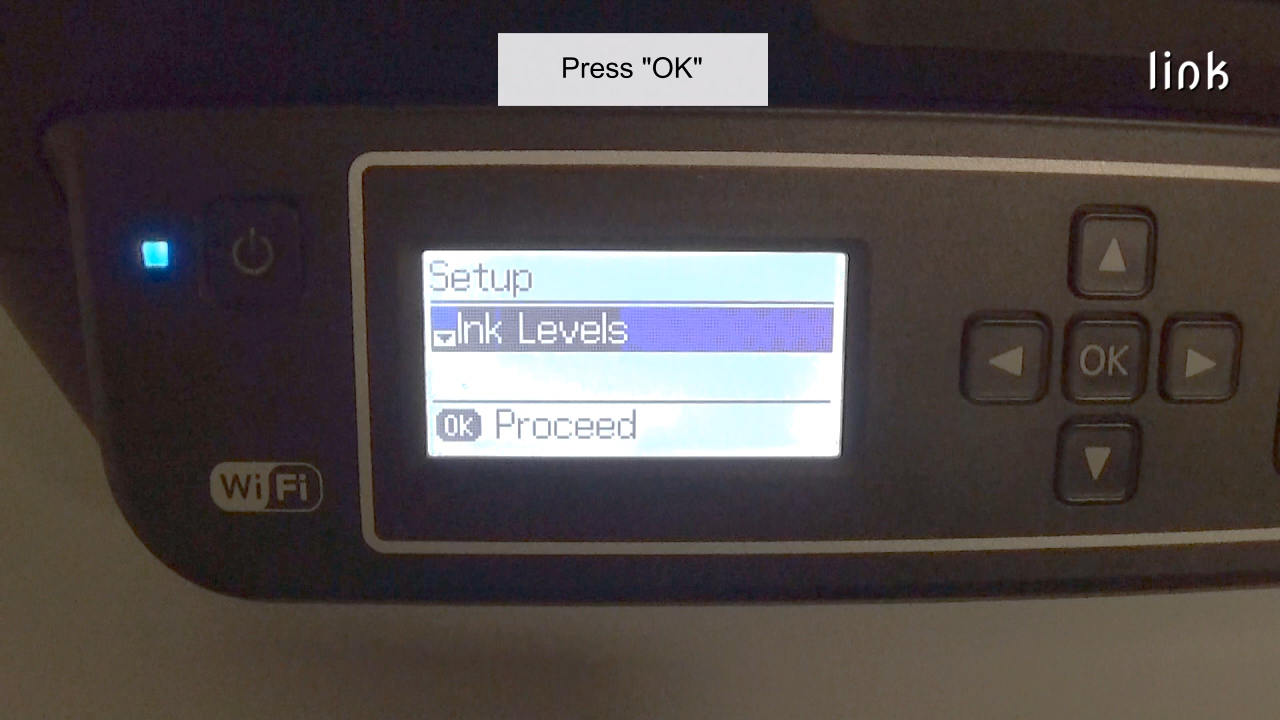 Press "OK"
link
Setup
Ink Levels
OK Proceed
OK
WiFi